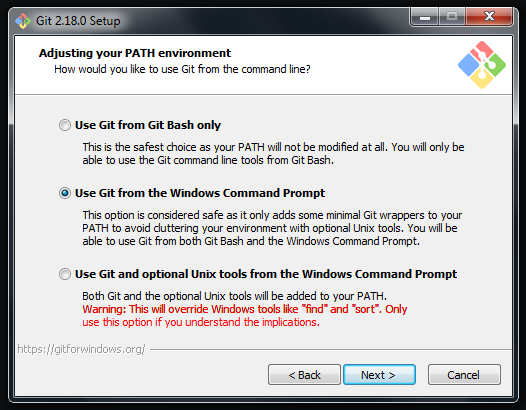 Git 2.18.0 Setup
Adjusting your PATH environment
How would you like to use Git from the command line?
Use Git from Git Bash only
This is the safest choice as your PATH will not be modified at all. You will only be
able to use the Git command line tools from Git Bash.
Use Git from the Windows Command Prompt
This option is considered safe as it only adds some minimal Git wrappers to your
PATH to avoid cluttering your environment with optional Unix tools. You will be
able to use Git from both Git Bash and the Windows Command Prompt.
Use Git and optional Unix tools from the Windows Command Prompt
Both Git and the optional Unix tools will be added to your PATH.
Warning: This will override Windows tools like "find" and "sort". Only
use this option if you understand the implications.
https://gitforwindows.org/
< Back Next > Cancel